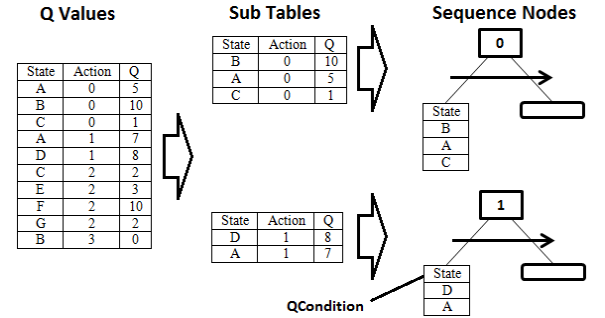 Q Values
State Action Q
A 0 5
B 0 10
C 0 1
A 1 7
D 1 8
C 2 2
E 2 3
F 2 10
G 2 2
B 3 0
Sub Tables
State Action Q
B 0 10
A 0 5
C 0 1
State Action Q
D 1 8
A 1 7
Sequence Nodes
0
State
B
A
C
1
State
D
A
QCondition